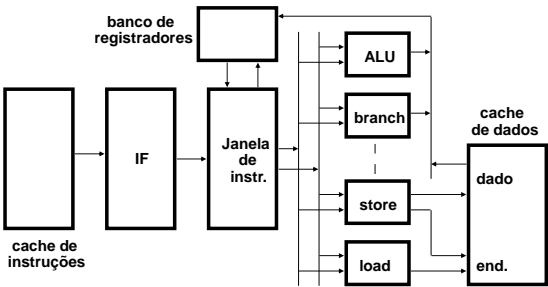 banco de
registradores
ALU
branch
cache
de dados
IF
Janela
de
instr.
dado
store
cache de
instruções
load
end.